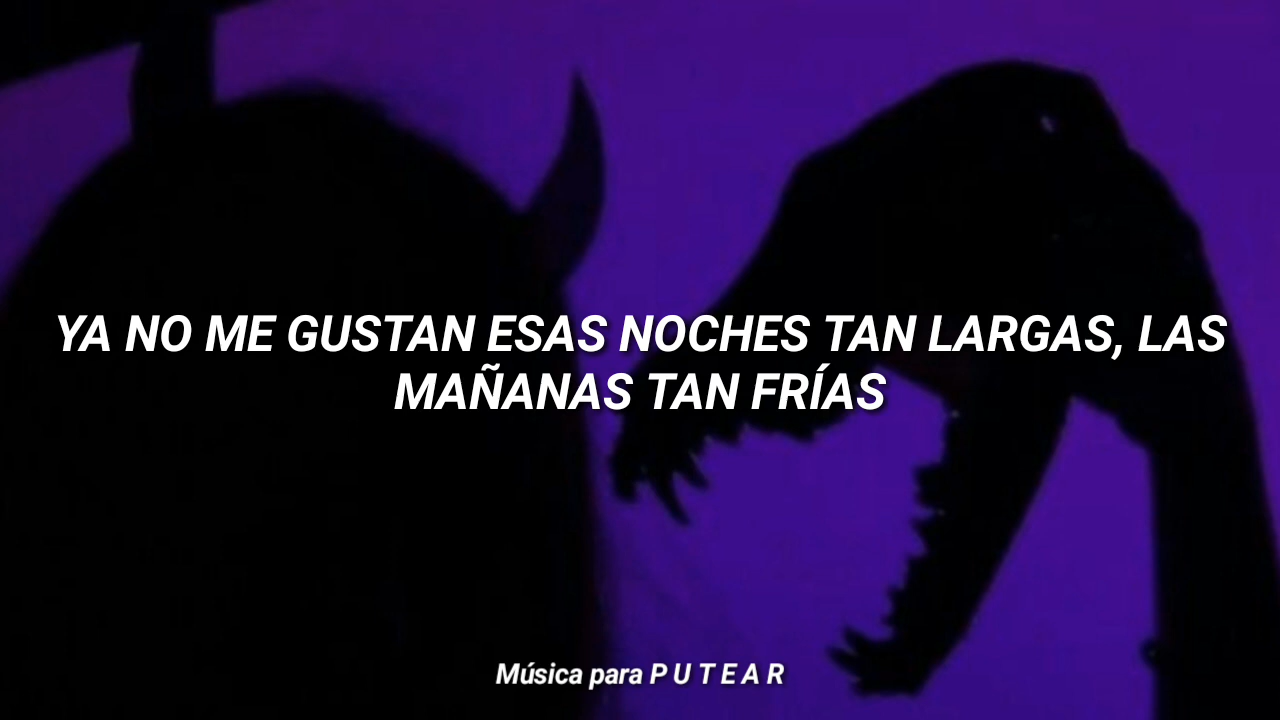 YA NO ME GUSTAN ESAS NOCHES TAN LARGAS, LAS
MAÑANAS TAN FRÍAS
Música para P U T E A R